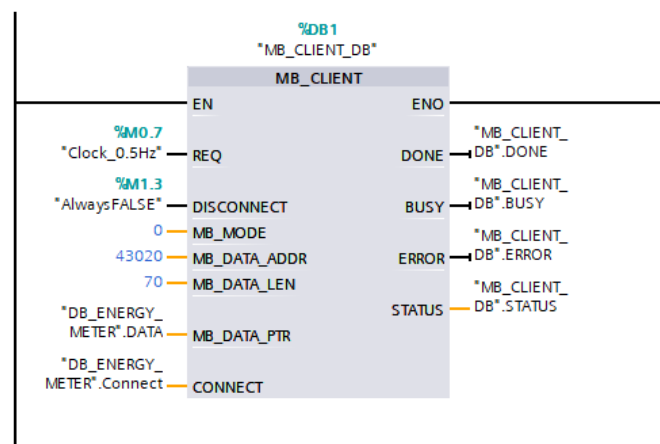 %DB1
"MB_CLIENT_DB"
MB_CLIENT
EN ENO
%M0.7
"Clock_0.5Hz" REQ
"MB_CLIENT_
DONE DB".DONE
%M1.3
"AlwaysFALSE" DISCONNECT
"MB_CLIENT_
BUSY DB".BUSY
0 MB_MODE
"MB_CLIENT_
43020 MB_DATA_ADDR ERROR DB".ERROR
70 MB_DATA_LEN
"MB_CLIENT_
STATUS DB".STATUS
"DB_ENERGY_
METER".DATA MB_DATA_PTR
"DB_ENERGY_
METER".Connect CONNECT